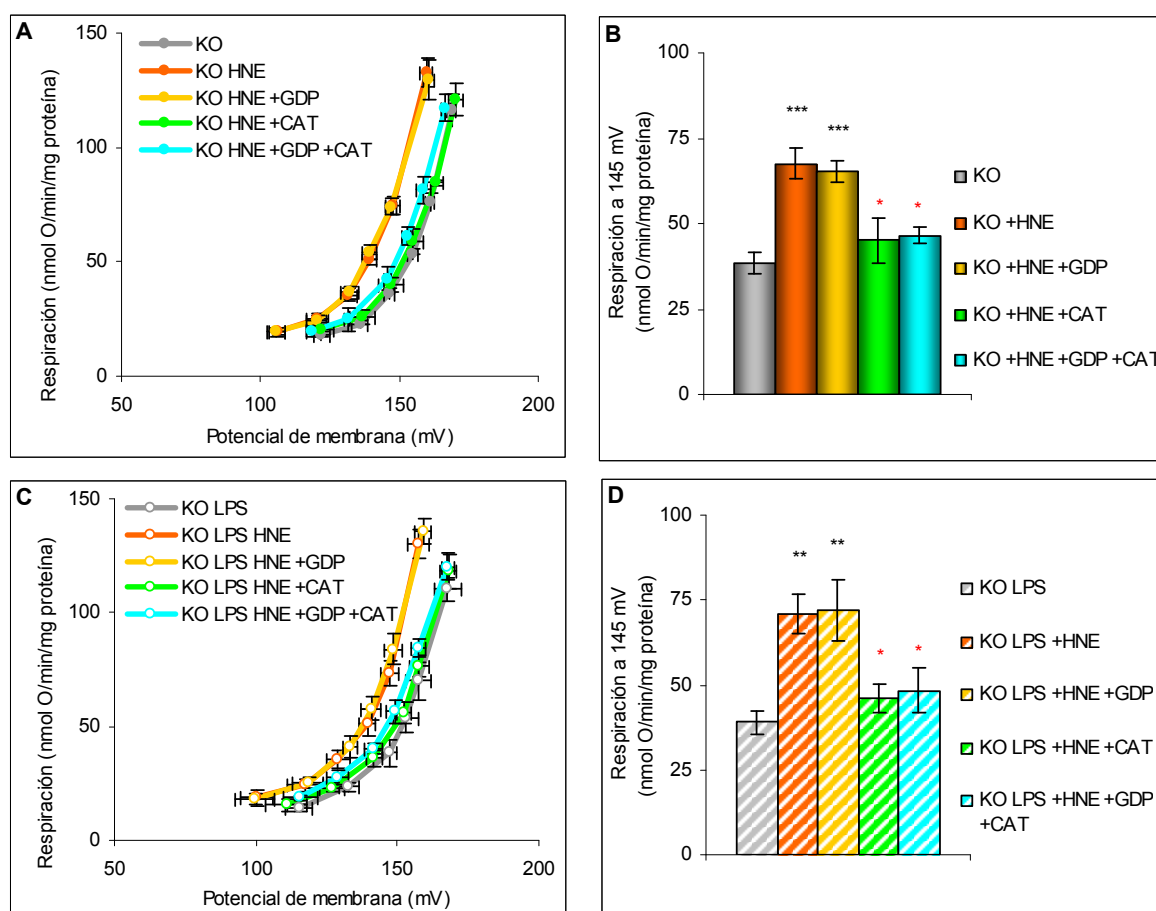 A
150
100
50
0
50
100
150
200
Respiración (nmol O/min/mg proteína)
Potencial de membrana (mV)
KO
KO HNE
KO HNE +GDP
KO HNE +CAT
KO HNE +GDP +CAT
B
100
75
50
25
0
Respiración a 145 mV
(nmol O/min/mg proteína)
***
***
*
*
KO
KO +HNE
KO +HNE +GDP
KO +HNE +CAT
KO +HNE +GDP +CAT
C
150
100
50
0
50
100
150
200
Respiración (nmol O/min/mg proteína)
Potencial de membrana (mV)
KO LPS
KO LPS HNE
KO LPS HNE +GDP
KO LPS HNE +CAT
KO LPS HNE +GDP +CAT
D
100
75
50
25
0
Respiración a 145 mV
(nmol O/min/mg proteína)
**
**
*
*
KO LPS
KO LPS +HNE
KO LPS +HNE +GDP
KO LPS +HNE +CAT
KO LPS +HNE +GDP
+CAT